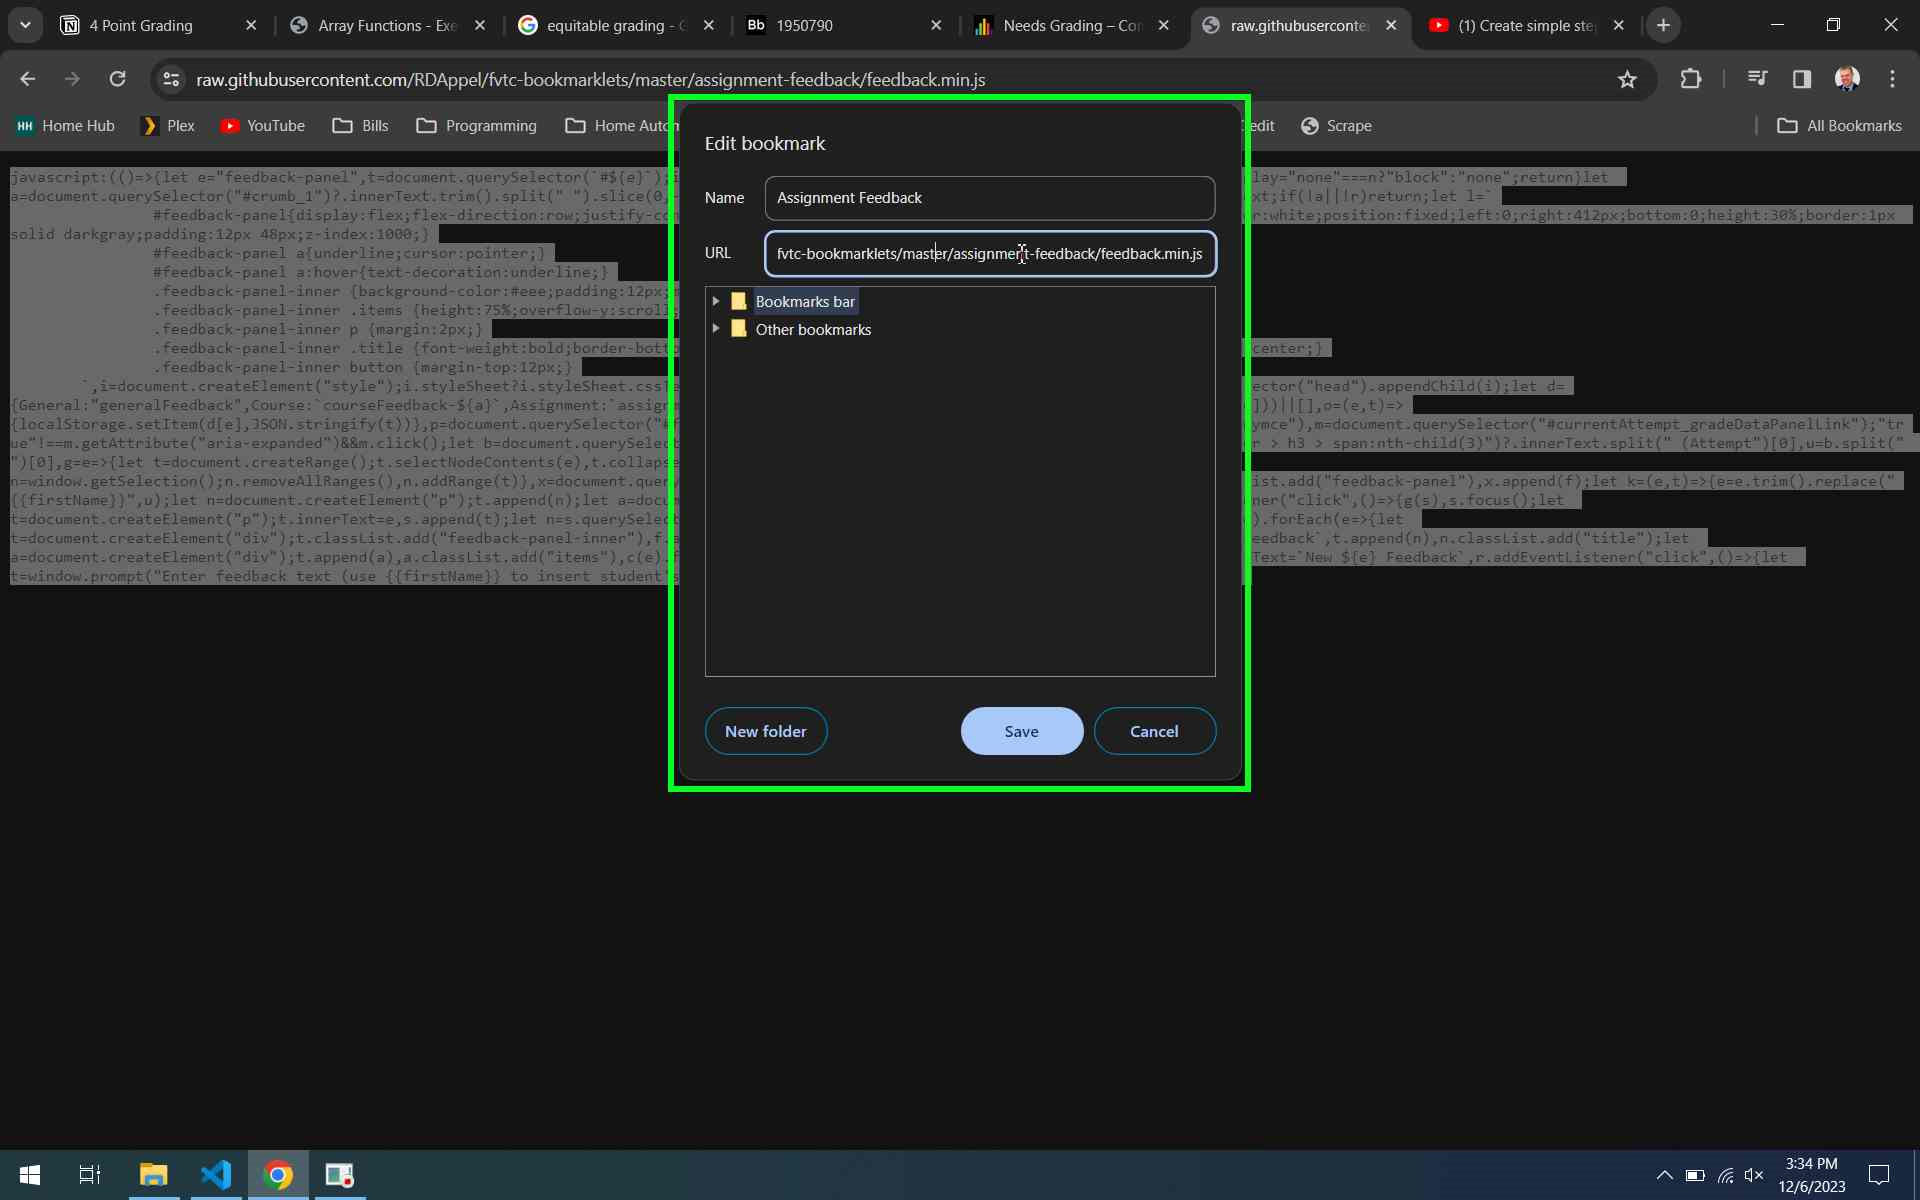 4 Point Grading
Array Functions - Exe
equitable grading - G
Bb 1950790
Needs Grading – Con
raw.githubuserconte
(1) Create simple ste
raw.githubusercontent.com/RDAppel/fvtc-bookmarklets/master/assignment-feedback/feedback.min.js
HH Home Hub
Plex
YouTube
Bills
Programming
Home Autom
edit
Scrape
All Bookmarks
Edit bookmark
Name
Assignment Feedback
URL
fvtc-bookmarklets/master/assignment-feedback/feedback.min.js
Bookmarks bar
Other bookmarks
New folder
Save
Cancel
javascript:(()=>{let e="feedback-panel",t=document.querySelector(`#${e}`);i lay="none"===n?"block":"none";return}let
a=document.querySelector("#crumb_1")?.innerText.trim().split(" ").slice(0, xt;if(!a||!r)return;let l=`
#feedback-panel{display:flex;flex-direction:row;justify-con r:white;position:fixed;left:0;right:412px;bottom:0;height:30%;border:1px
solid darkgray;padding:12px 48px;z-index:1000;}
#feedback-panel a{underline;cursor:pointer;}
#feedback-panel a:hover{text-decoration:underline;}
.feedback-panel-inner {background-color:#eee;padding:12px;
.feedback-panel-inner .items {height:75%;overflow-y:scroll;
.feedback-panel-inner p {margin:2px;}
.feedback-panel-inner .title {font-weight:bold;border-botto center;}
.feedback-panel-inner button {margin-top:12px;}
`,i=document.createElement("style");i.styleSheet?i.styleSheet.cssTe ector("head").appendChild(i);let d=
{General:"generalFeedback",Course:`courseFeedback-${a}`,Assignment:`assignm ]))||[],o=(e,t)=>
{localStorage.setItem(d[e],JSON.stringify(t))},p=document.querySelector("#f ymce"),m=document.querySelector("#currentAttempt_gradeDataPanelLink");"tr
ue"!==m.getAttribute("aria-expanded")&&m.click();let b=document.querySelec r > h3 > span:nth-child(3)")?.innerText.split(" (Attempt")[0],u=b.split("
")[0],g=e=>{let t=document.createRange();t.selectNodeContents(e),t.collapse
n=window.getSelection();n.removeAllRanges(),n.addRange(t)},x=document.query ist.add("feedback-panel"),x.append(f);let k=(e,t)=>{e=e.trim().replace("
{{firstName}}",u);let n=document.createElement("p");t.append(n);let a=docum ner("click",()=>{g(s),s.focus();let
t=document.createElement("p");t.innerText=e,s.append(t);let n=s.querySelect ).forEach(e=>{let
t=document.createElement("div");t.classList.add("feedback-panel-inner"),f.a eedback`,t.append(n),n.classList.add("title");let
a=document.createElement("div");t.append(a),a.classList.add("items"),c(e).f Text=`New ${e} Feedback`,r.addEventListener("click",()=>{let
t=window.prompt("Enter feedback text (use {{firstName}} to insert student's
3:34 PM
12/6/2023